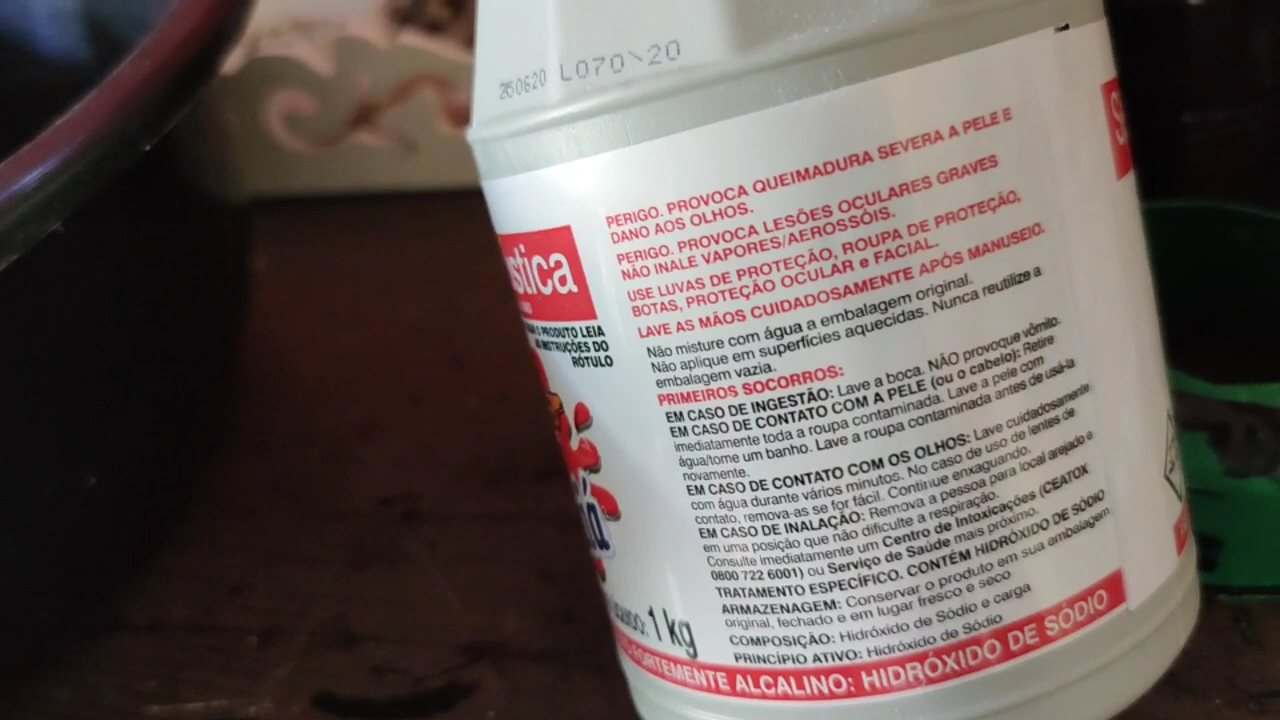 250620 L070\20
PERIGO. PROVOCA QUEIMADURA SEVERA A PELE E
DANO AOS OLHOS.
PERIGO. PROVOCA LESÕES OCULARES GRAVES
NÃO INALE VAPORES/AEROSSÓIS.
USE LUVAS DE PROTEÇÃO, ROUPA DE PROTEÇÃO,
BOTAS, PROTEÇÃO OCULAR e FACIAL.
LAVE AS MÃOS CUIDADOSAMENTE APÓS MANUSEIO.
Não misture com água a embalagem original.
Não aplique em superfícies aquecidas. Nunca reutilize a
embalagem vazia.
PRIMEIROS SOCORROS:
EM CASO DE INGESTÃO: Lave a boca. NÃO provoque vômito.
EM CASO DE CONTATO COM A PELE (ou o cabelo): Retire
imediatamente toda a roupa contaminada. Lave a pele com
água/tome um banho. Lave a roupa contaminada antes de usá-la
novamente.
EM CASO DE CONTATO COM OS OLHOS: Lave cuidadosamente
com água durante vários minutos. No caso de uso de lentes de
contato, remova-as se for fácil. Continue enxaguando.
EM CASO DE INALAÇÃO: Remova a pessoa para local arejado e
em uma posição que não dificulte a respiração.
Consulte imediatamente um Centro de Intoxicações (CEATOX
0800 722 6001) ou Serviço de Saúde mais próximo.
TRATAMENTO ESPECÍFICO. CONTÉM HIDRÓXIDO DE SÓDIO
ARMAZENAGEM: Conservar o produto em sua embalagem
original, fechado e em lugar fresco e seco
COMPOSIÇÃO: Hidróxido de Sódio e carga
PRINCÍPIO ATIVO: Hidróxido de Sódio
FORTEMENTE ALCALINO: HIDRÓXIDO DE SÓDIO
stica
O PRODUTO LEIA
INSTRUÇÕES DO
RÓTULO
1 kg